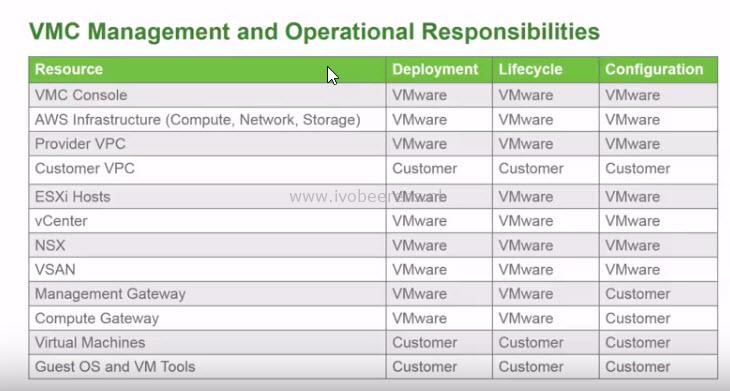 VMC Management and Operational Responsibilities
Resource Deployment Lifecycle Configuration
VMC Console VMware VMware VMware
AWS Infrastructure (Compute, Network, Storage) VMware VMware VMware
Provider VPC VMware VMware VMware
Customer VPC Customer Customer Customer
ESXi Hosts VMware VMware VMware
vCenter VMware VMware VMware
NSX VMware VMware VMware
VSAN VMware VMware VMware
Management Gateway VMware VMware Customer
Compute Gateway VMware VMware Customer
Virtual Machines Customer Customer Customer
Guest OS and VM Tools Customer Customer Customer